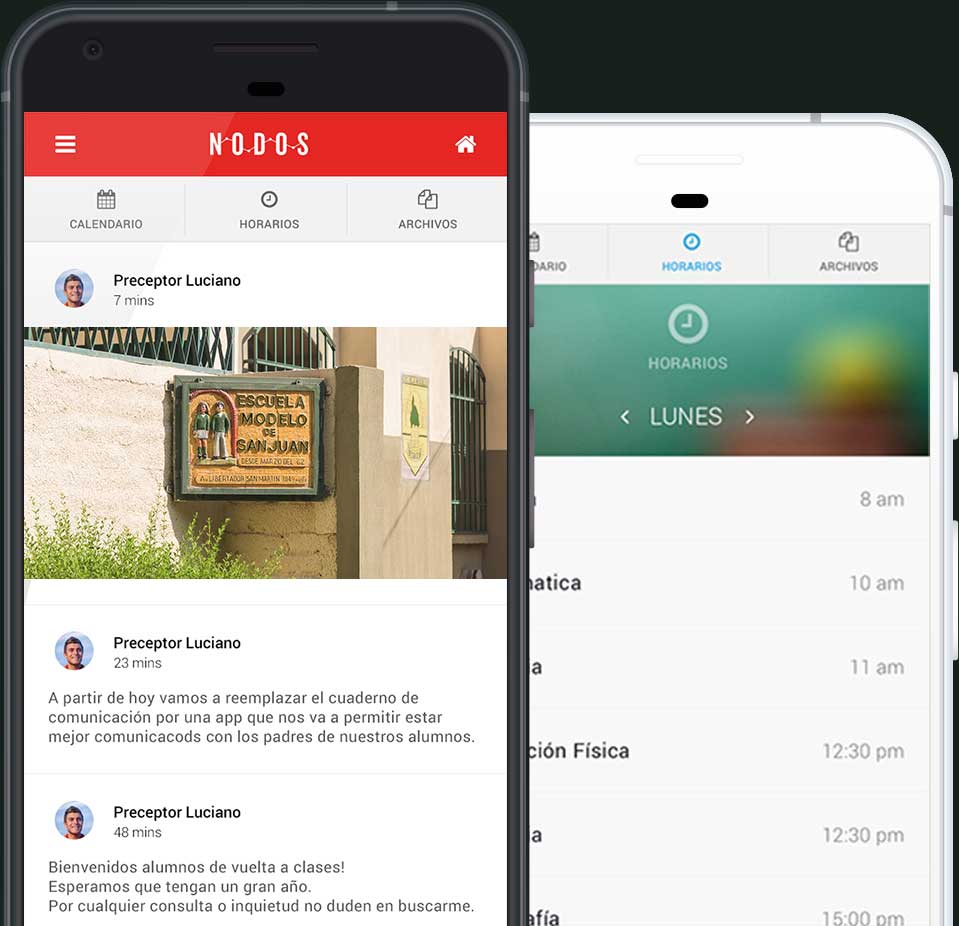 NODOS
CALENDARIO
HORARIOS
ARCHIVOS
Preceptor Luciano
7 mins
ESCUELA
MODELO
DE
SAN JUAN
DESDE MARZO DEL 62
Av. LIBERTADOR SAN MARTIN
Preceptor Luciano
23 mins
A partir de hoy vamos a reemplazar el cuaderno de
comunicación por una app que nos va a permitir estar
mejor comunicacods con los padres de nuestros alumnos.
Preceptor Luciano
48 mins
Bienvenidos alumnos de vuelta a clases!
Esperamos que tengan un gran año.
Por cualquier consulta o inquietud no duden en buscarme.
DARIO
HORARIOS
ARCHIVOS
HORARIOS
LUNES
8 am
atica
10 am
a
11 am
ción Física
12:30 pm
ia
12:30 pm
afía
15:00 pm